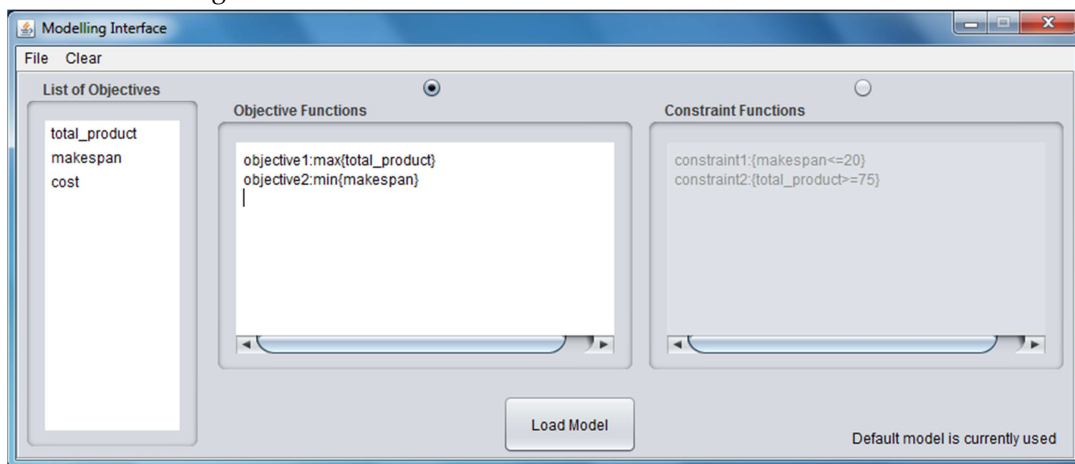 Modelling Interface
File Clear
List of Objectives
total_product
makespan
cost
Objective Functions
objective1:max{total_product}
objective2:min{makespan}
Constraint Functions
constraint1:{makespan<=20}
constraint2:{total_product>=75}
Load Model
Default model is currently used